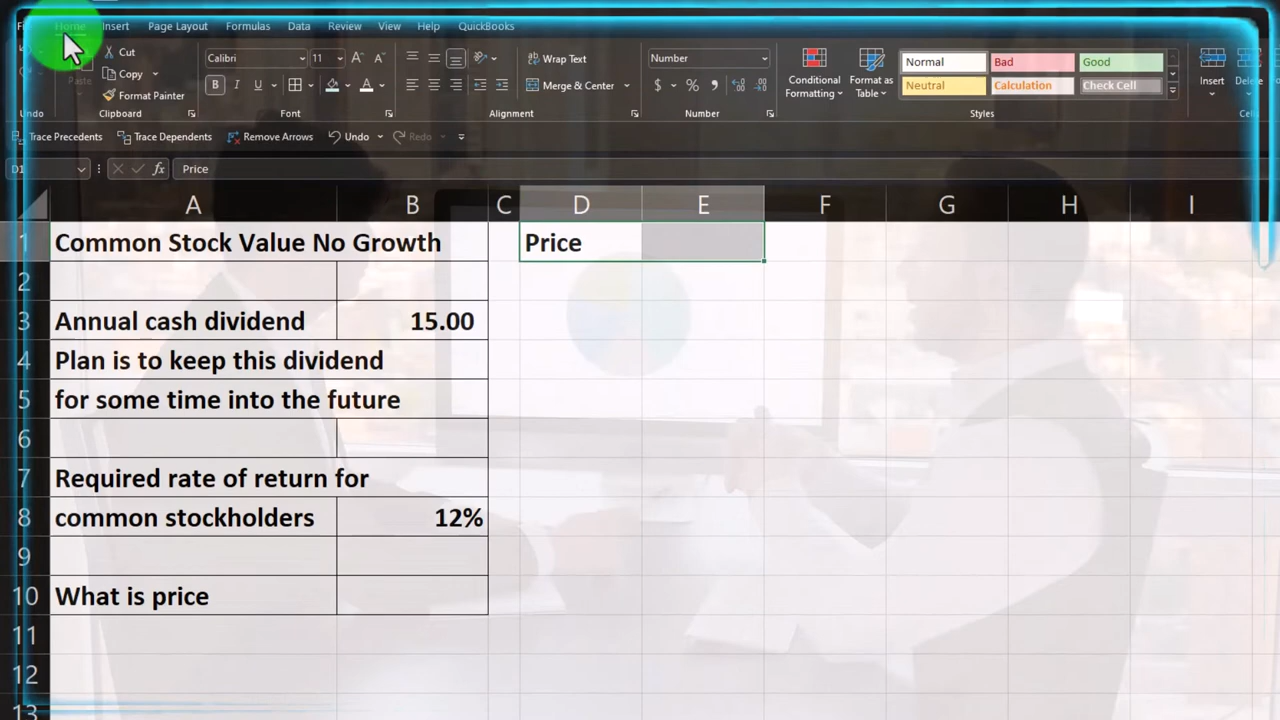 Home Insert Page Layout Formulas Data Review View Help QuickBooks
Cut
Copy
Format Painter
Paste
Undo
Clipboard
Calibri 11
B I U
Font
Wrap Text
Merge & Center
Alignment
Number
$ % ,
Number
Conditional
Formatting
Format as
Table
Normal Bad Good
Neutral Calculation Check Cell
Styles
Insert
Trace Precedents Trace Dependents Remove Arrows Undo Redo
D1 fx Price
A B C D E F G H I
1 Common Stock Value No Growth Price
2
3 Annual cash dividend 15.00
4 Plan is to keep this dividend
5 for some time into the future
6
7 Required rate of return for
8 common stockholders 12%
9
10 What is price
11
12
13